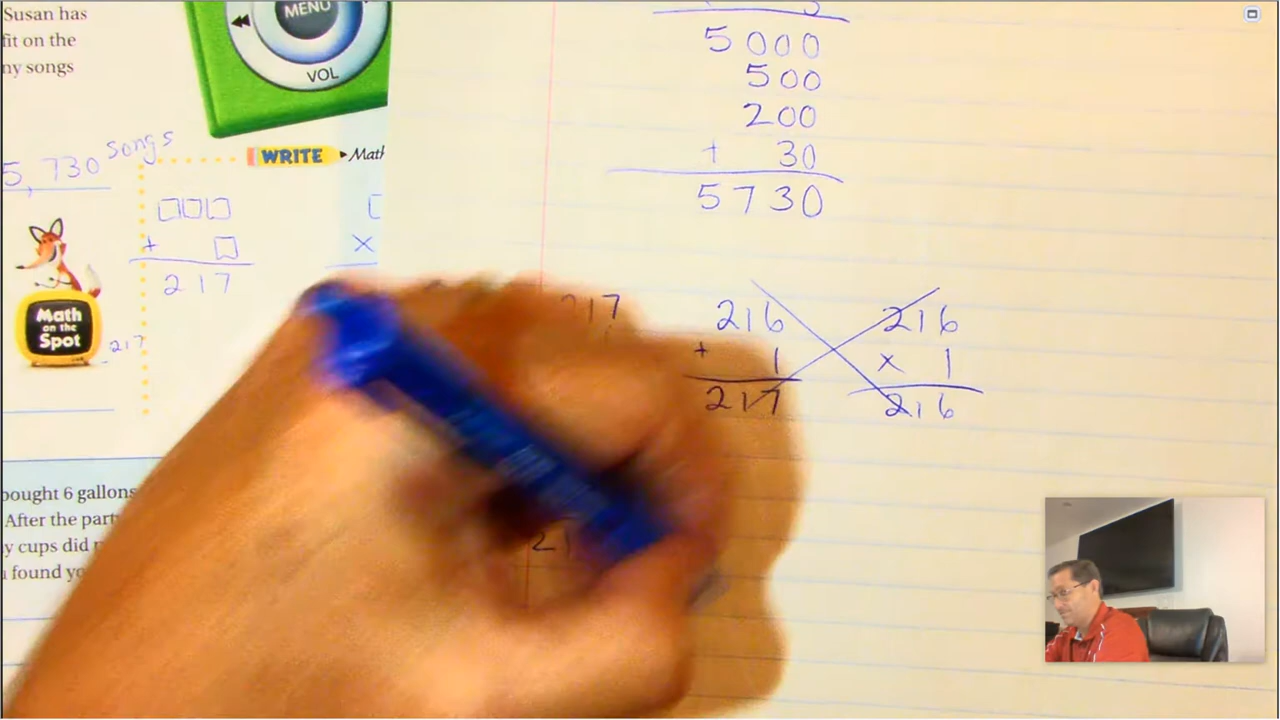 Susan has
fit on the
ny songs
MENU
VOL
5,730 songs
WRITE Math
+
217
×
Math
on the
Spot
217
bought 6 gallons
After the part
y cups did
found yo
5000
500
200
+ 30
5730
217
216
+ 1
217
216
× 1
216